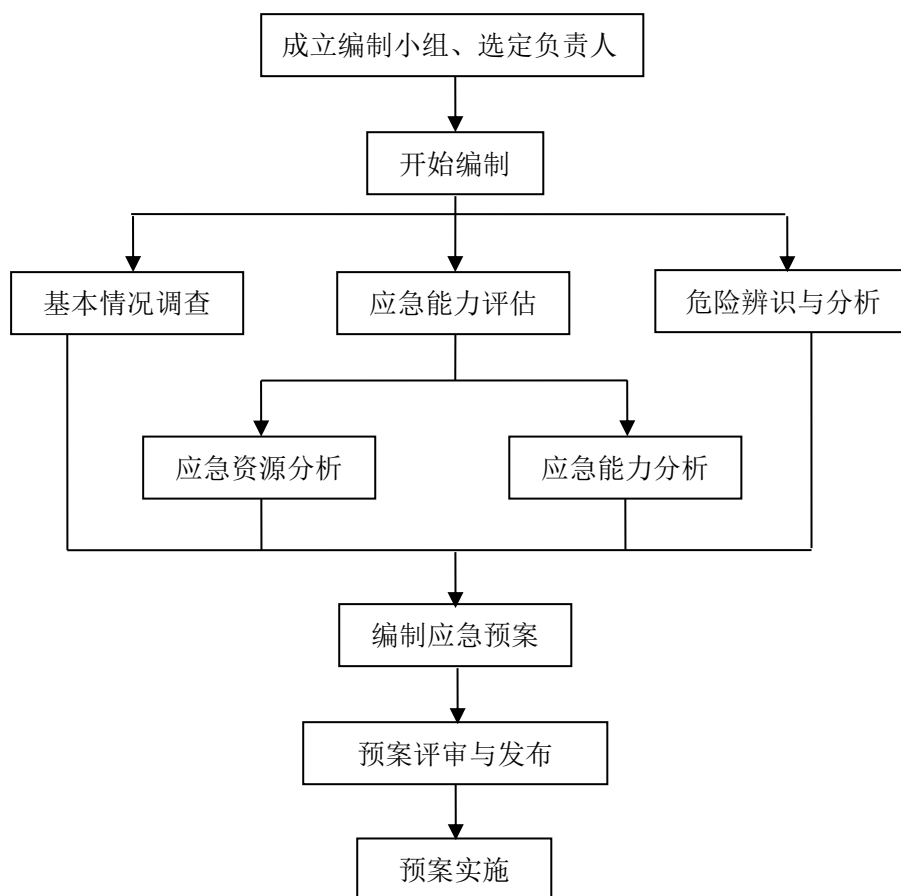 成立编制小组、选定负责人
开始编制
基本情况调查
应急能力评估
危险辨识与分析
应急资源分析
应急能力分析
编制应急预案
预案评审与发布
预案实施